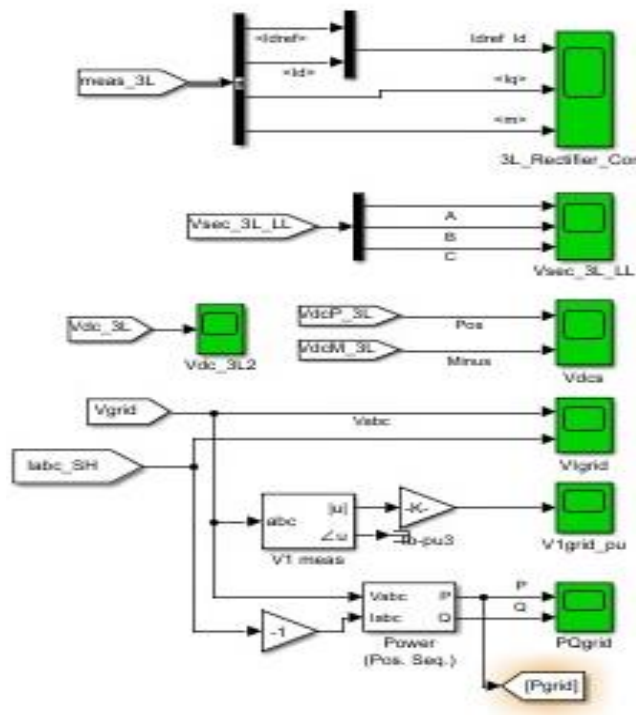 <Idref>
Idref Id
meas_3L
<Id>
<Iq>
<m>
3L_Rectifier_Con
Vsec_3L_LL
A
B
C
Vsec_3L_LL
Vdc_3L
VdcP_3L
Pos
VdcM_3L
Minus
Vdc_3L2
Vdcs
Vgrid
Vabc
Iabc_SH
VIgrid
abc
|u|
∠u
-K-
V1 meas
V1grid_pu
Vabc
P
P
Iabc
Q
Q
-1
Power
(Pos. Seq.)
PQgrid
[Pgrid]